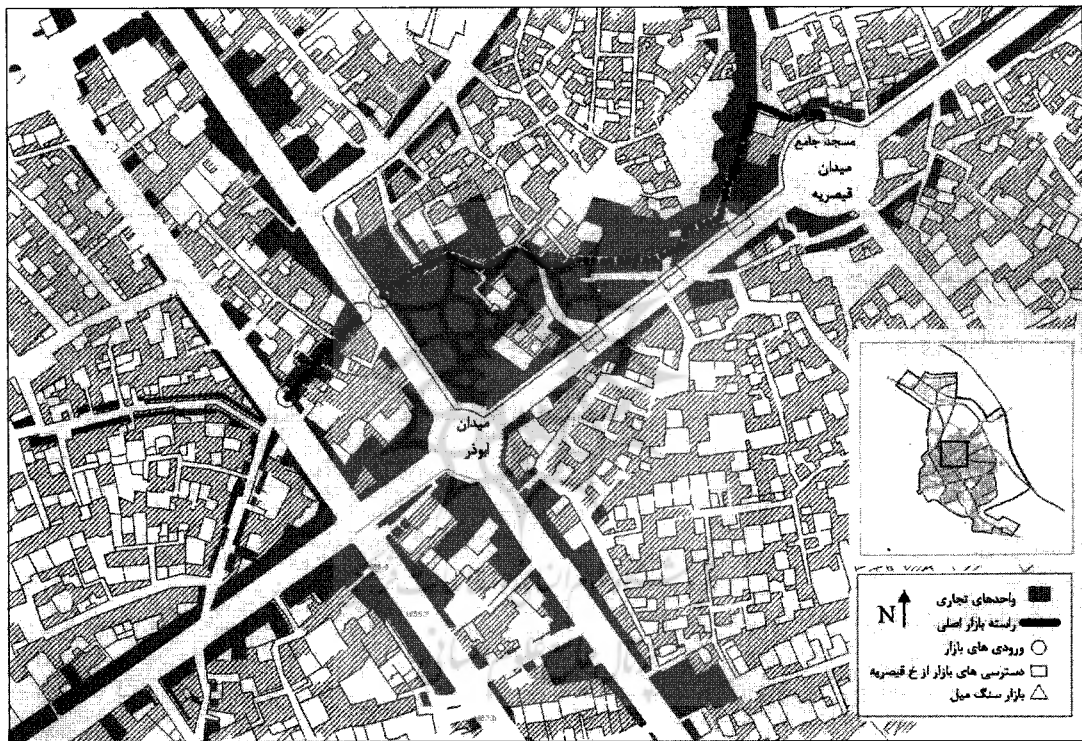 مسجد جامع
میدان
قیصریه
میدان
ابوذر
N
واحدهای تجاری
راسته بازار اصلی
ورودی های بازار
دسترسی های بازار از خ قیصریه
بازار سنگ میل